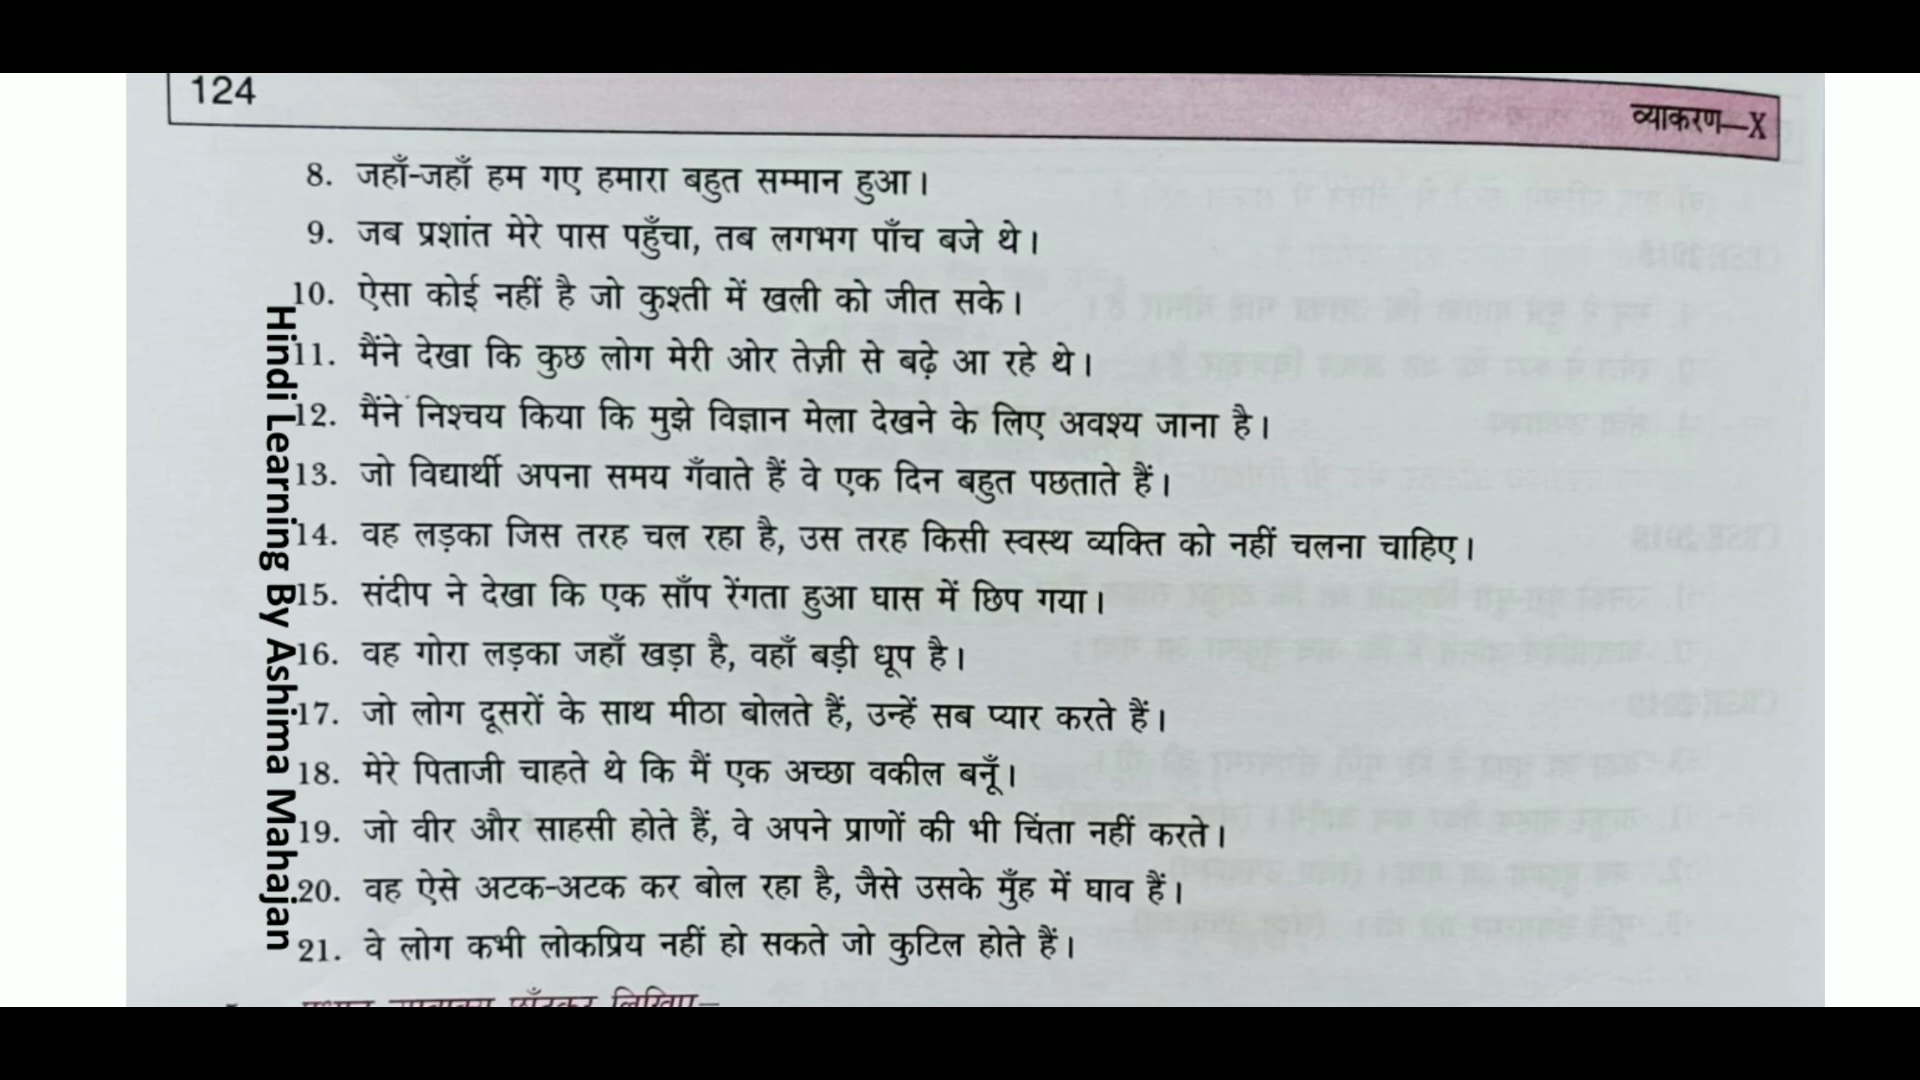 124
व्याकरण—X
8. जहाँ-जहाँ हम गए हमारा बहुत सम्मान हुआ।
9. जब प्रशांत मेरे पास पहुँचा, तब लगभग पाँच बजे थे।
10. ऐसा कोई नहीं है जो कुश्ती में खली को जीत सके।
11. मैंने देखा कि कुछ लोग मेरी ओर तेज़ी से बढ़े आ रहे थे।
12. मैंने निश्चय किया कि मुझे विज्ञान मेला देखने के लिए अवश्य जाना है।
13. जो विद्यार्थी अपना समय गँवाते हैं वे एक दिन बहुत पछताते हैं।
14. वह लड़का जिस तरह चल रहा है, उस तरह किसी स्वस्थ व्यक्ति को नहीं चलना चाहिए।
15. संदीप ने देखा कि एक साँप रेंगता हुआ घास में छिप गया।
16. वह गोरा लड़का जहाँ खड़ा है, वहाँ बड़ी धूप है।
17. जो लोग दूसरों के साथ मीठा बोलते हैं, उन्हें सब प्यार करते हैं।
18. मेरे पिताजी चाहते थे कि मैं एक अच्छा वकील बनूँ।
19. जो वीर और साहसी होते हैं, वे अपने प्राणों की भी चिंता नहीं करते।
20. वह ऐसे अटक-अटक कर बोल रहा है, जैसे उसके मुँह में घाव हैं।
21. वे लोग कभी लोकप्रिय नहीं हो सकते जो कुटिल होते हैं।
Hindi Learning By Ashima Mahajan